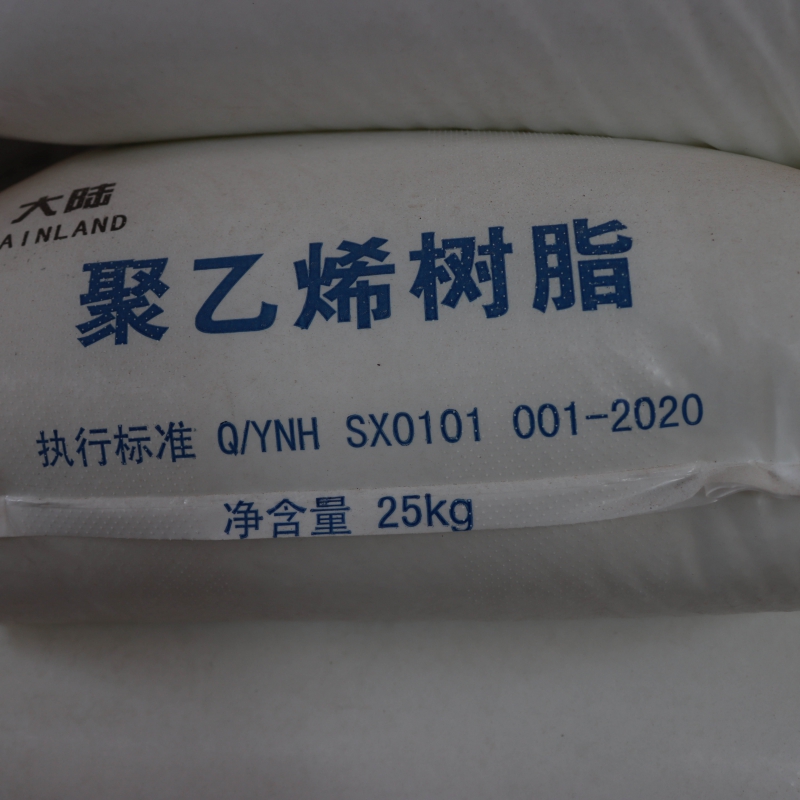 大陆
AINLAND
聚乙烯树脂
执行标准 Q/YNH SX0101 001-2020
净含量 25kg